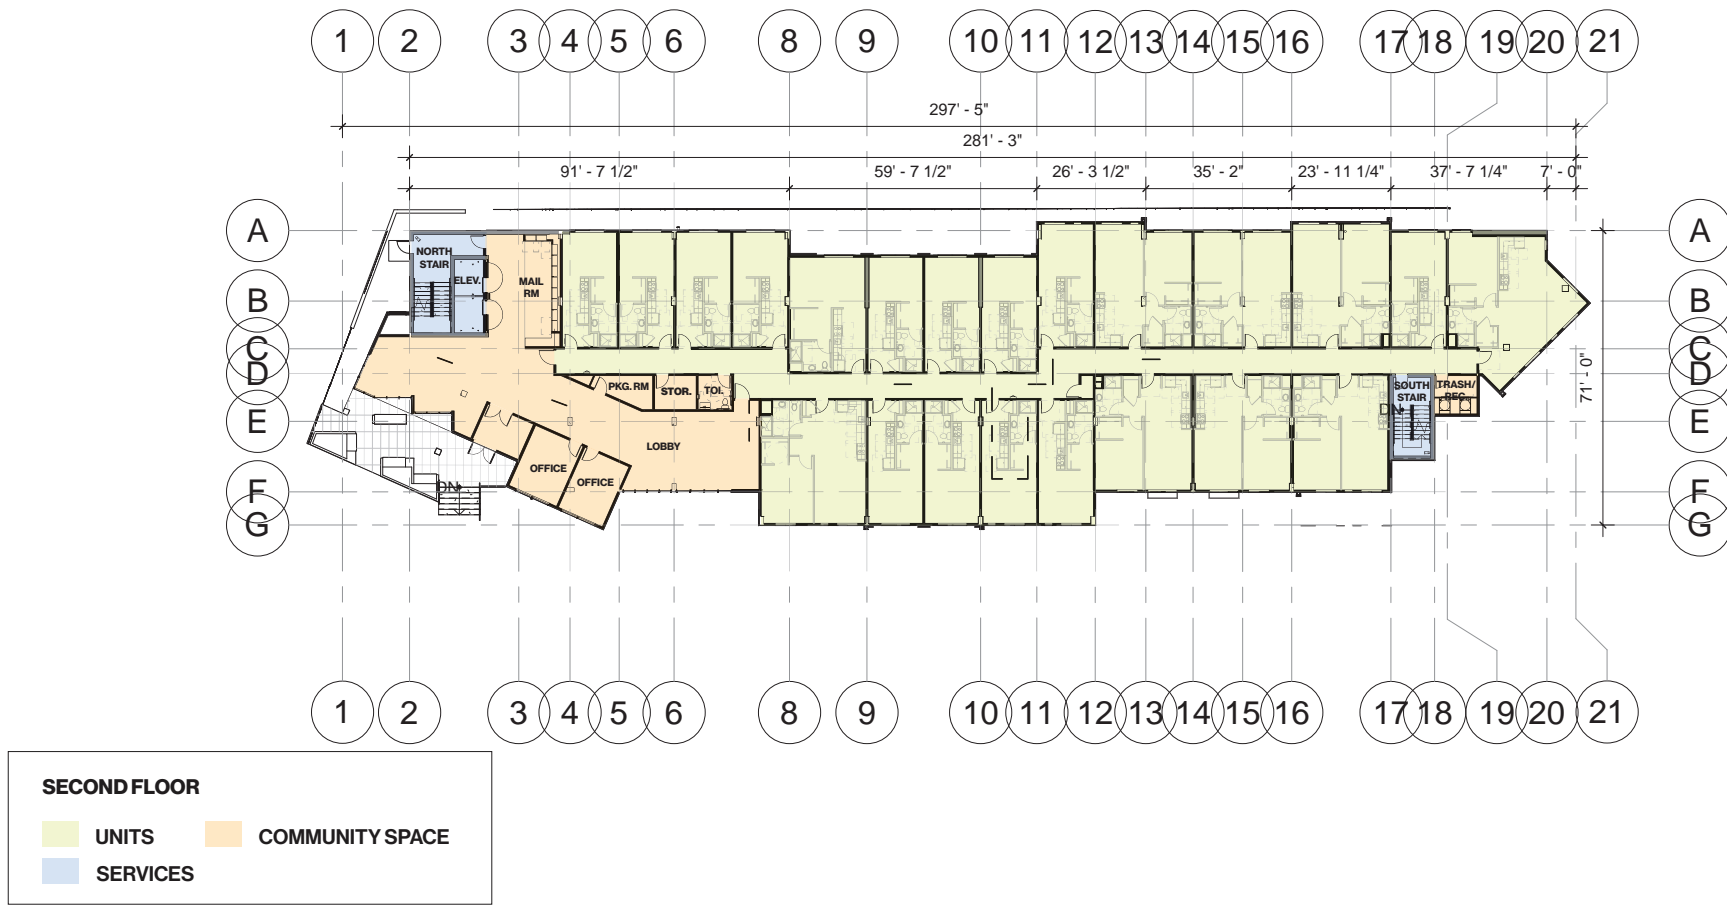 1 2 3 4 5 6 8 9 10 11 12 13 14 15 16 17 18 19 20 21
297' - 5"
281' - 3"
91' - 7 1/2" 59' - 7 1/2" 26' - 3 1/2" 35' - 2" 23' - 11 1/4" 37' - 7 1/4" 7' - 0"
A A
NORTH
STAIR
ELEV.
MAIL
RM
B B
C C
D D
PKG. RM STOR. TOI.
SOUTH
STAIR
TRASH/
REC.
71' - 0"
DN
E E
LOBBY
OFFICE
OFFICE
DN
F F
G G
1 2 3 4 5 6 8 9 10 11 12 13 14 15 16 17 18 19 20 21
SECOND FLOOR
UNITS COMMUNITY SPACE
SERVICES